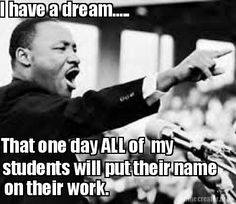 I have a dream.....
That one day ALL of my
students will put their name
on their work.